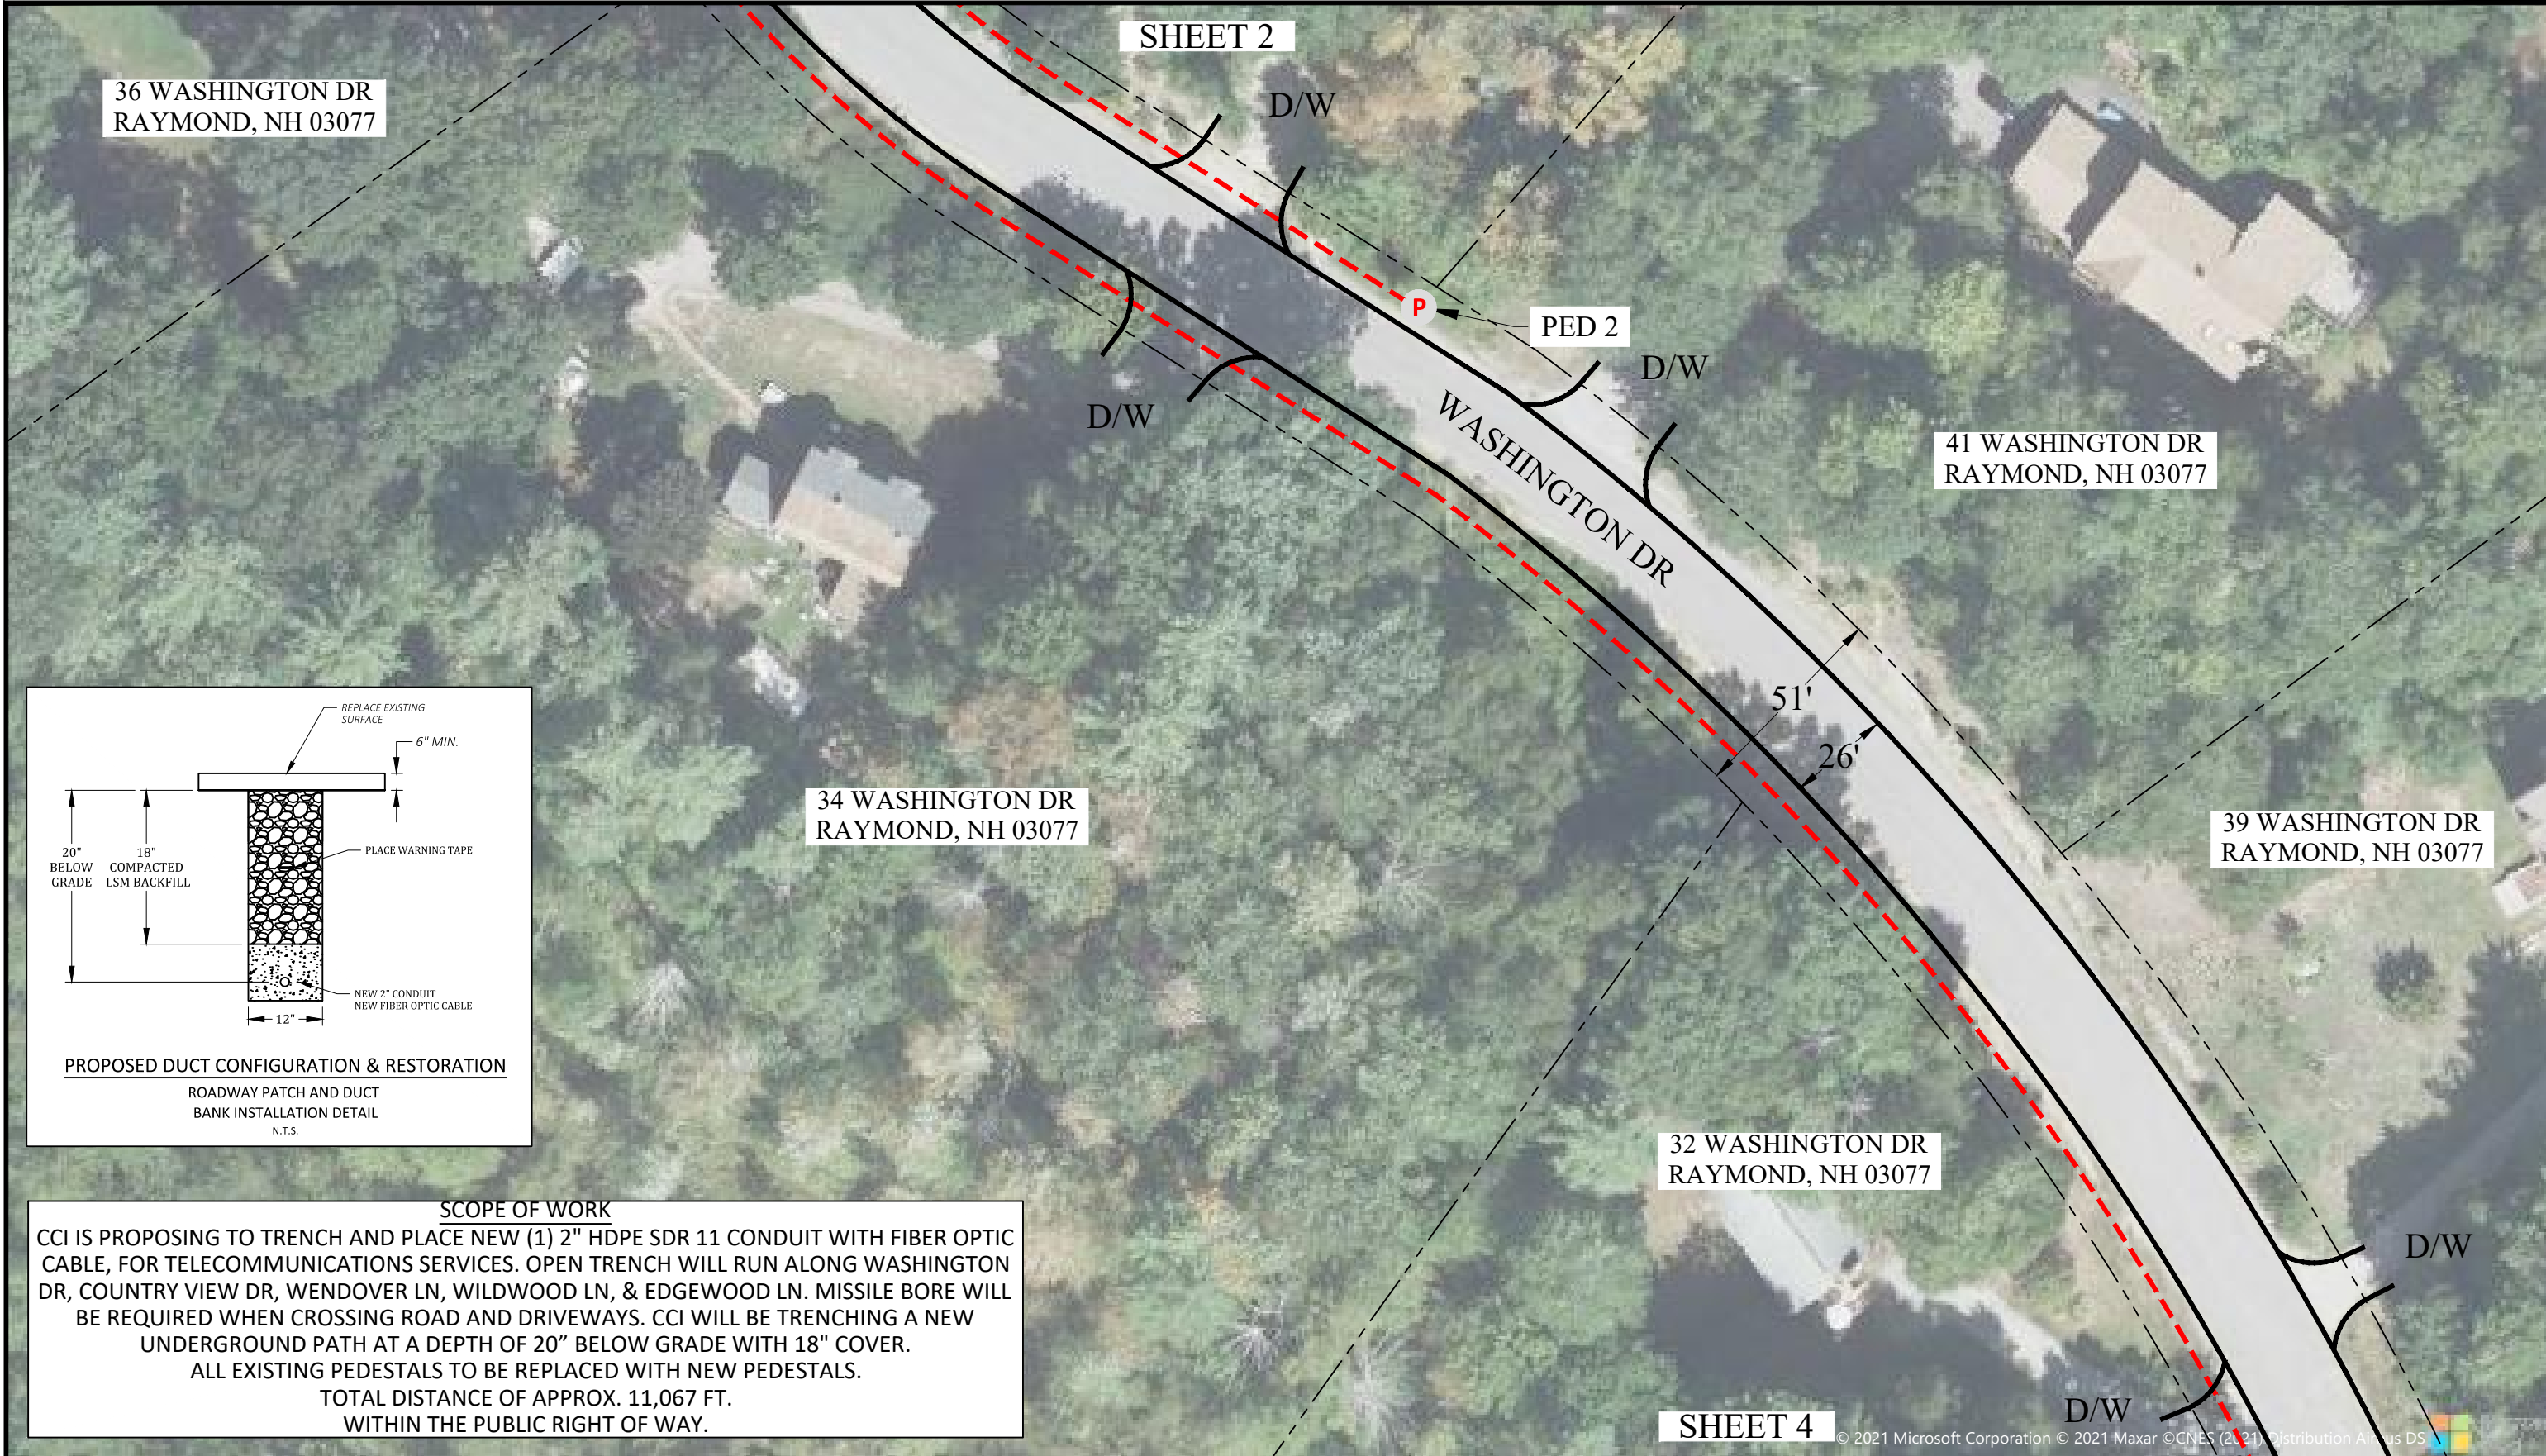 SHEET 2
36 WASHINGTON DR
RAYMOND, NH 03077
D/W
P
PED 2
D/W
D/W
WASHINGTON DR
41 WASHINGTON DR
RAYMOND, NH 03077
51'
26'
34 WASHINGTON DR
RAYMOND, NH 03077
39 WASHINGTON DR
RAYMOND, NH 03077
REPLACE EXISTING
SURFACE
6" MIN.
20"
BELOW
GRADE
18"
COMPACTED
LSM BACKFILL
PLACE WARNING TAPE
NEW 2" CONDUIT
NEW FIBER OPTIC CABLE
12"
PROPOSED DUCT CONFIGURATION & RESTORATION
ROADWAY PATCH AND DUCT
BANK INSTALLATION DETAIL
N.T.S.
32 WASHINGTON DR
RAYMOND, NH 03077
D/W
SCOPE OF WORK
CCI IS PROPOSING TO TRENCH AND PLACE NEW (1) 2" HDPE SDR 11 CONDUIT WITH FIBER OPTIC
CABLE, FOR TELECOMMUNICATIONS SERVICES. OPEN TRENCH WILL RUN ALONG WASHINGTON
DR, COUNTRY VIEW DR, WENDOVER LN, WILDWOOD LN, & EDGEWOOD LN. MISSILE BORE WILL
BE REQUIRED WHEN CROSSING ROAD AND DRIVEWAYS. CCI WILL BE TRENCHING A NEW
UNDERGROUND PATH AT A DEPTH OF 20” BELOW GRADE WITH 18" COVER.
ALL EXISTING PEDESTALS TO BE REPLACED WITH NEW PEDESTALS.
TOTAL DISTANCE OF APPROX. 11,067 FT.
WITHIN THE PUBLIC RIGHT OF WAY.
D/W
SHEET 4
© 2021 Microsoft Corporation © 2021 Maxar ©CNES (2021) Distribution Airbus DS